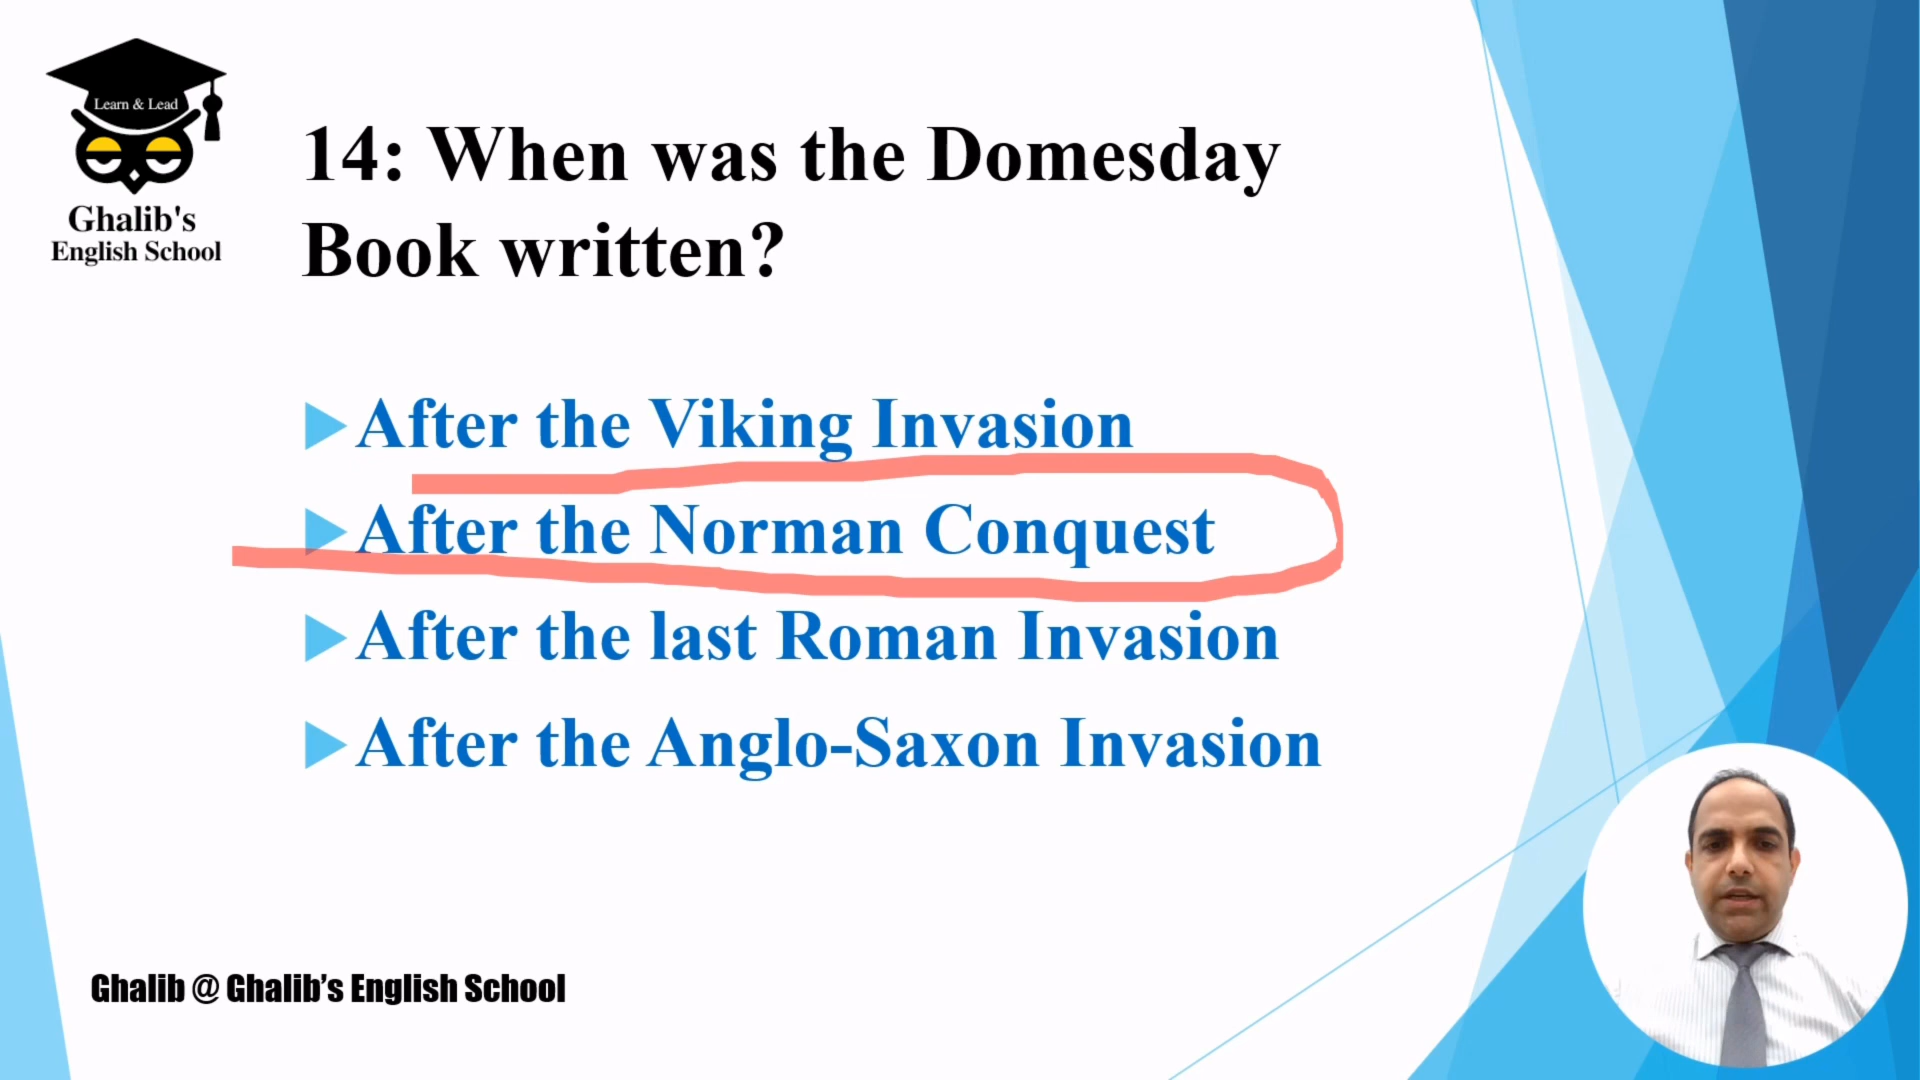 Learn & Lead
Ghalib's
English School
14: When was the Domesday
Book written?
After the Viking Invasion
After the Norman Conquest
After the last Roman Invasion
After the Anglo-Saxon Invasion
Ghalib @ Ghalib’s English School